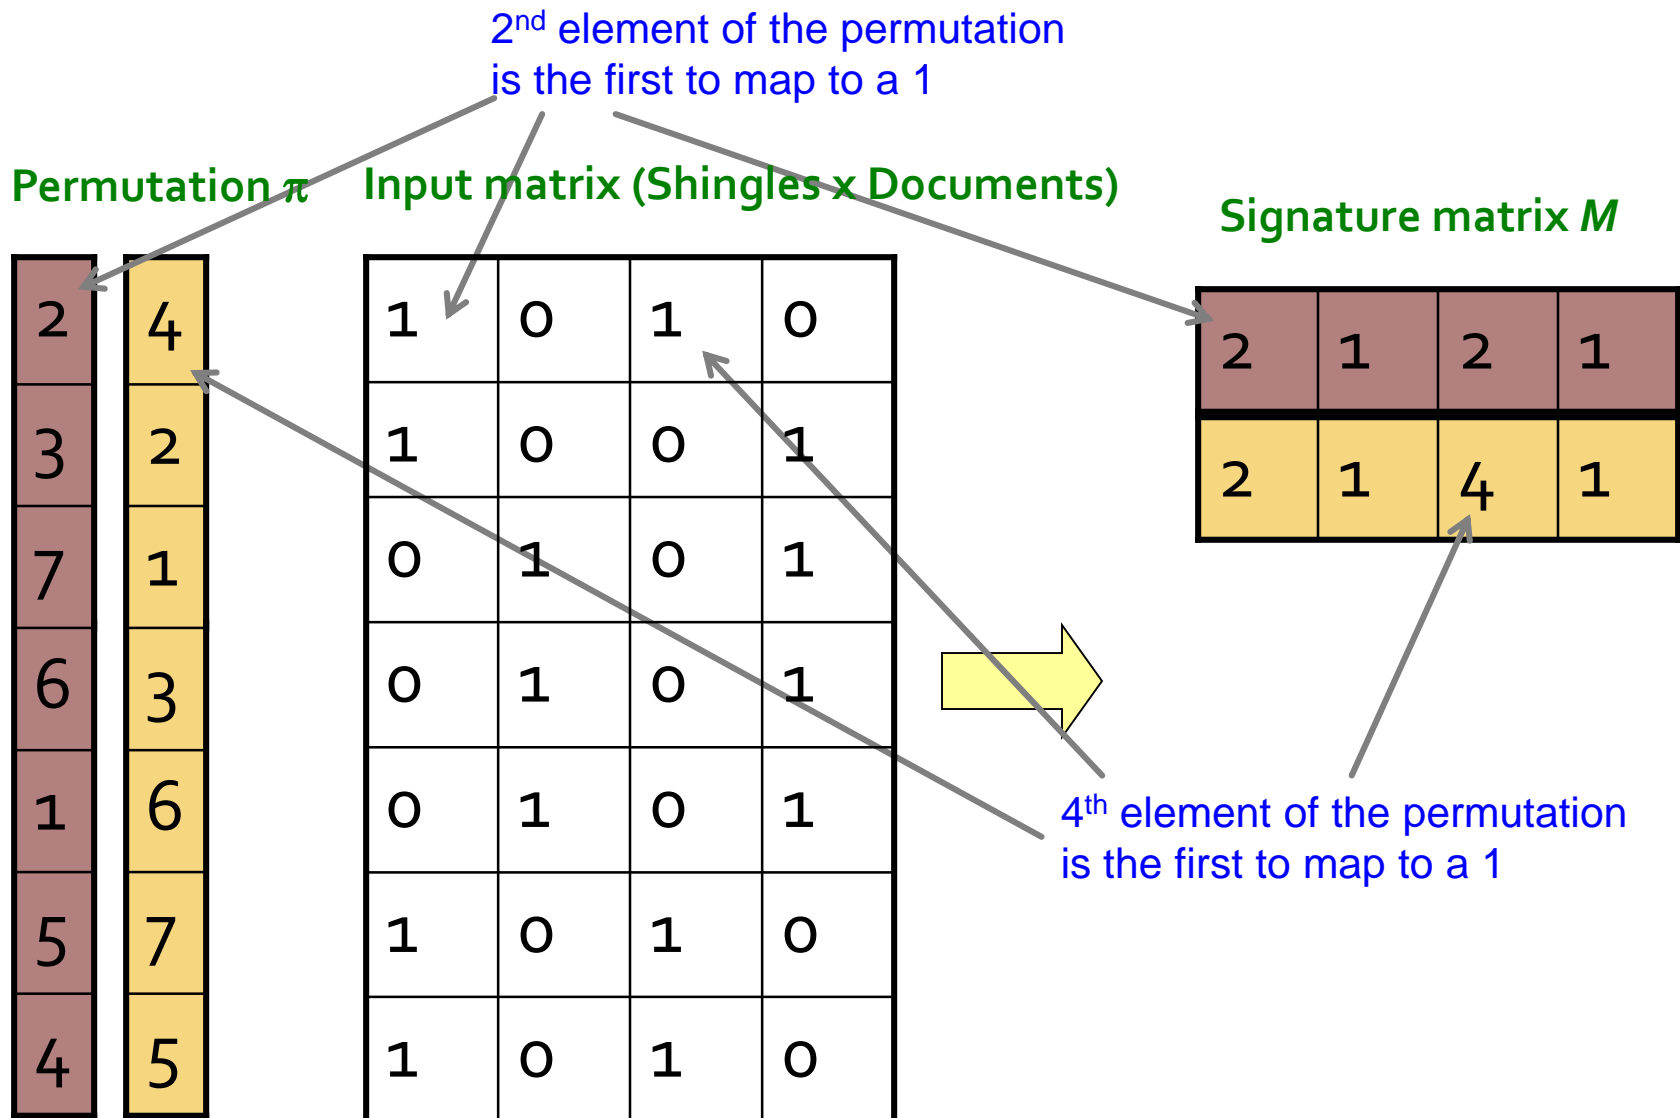 2nd element of the permutation
is the first to map to a 1
Permutation π
Input matrix (Shingles x Documents)
Signature matrix M
2 4 1 0 1 0
3 2 1 0 0 1
7 1 0 1 0 1
6 3 0 1 0 1
1 6 0 1 0 1
5 7 1 0 1 0
4 5 1 0 1 0
2 1 2 1
2 1 4 1
4th element of the permutation
is the first to map to a 1